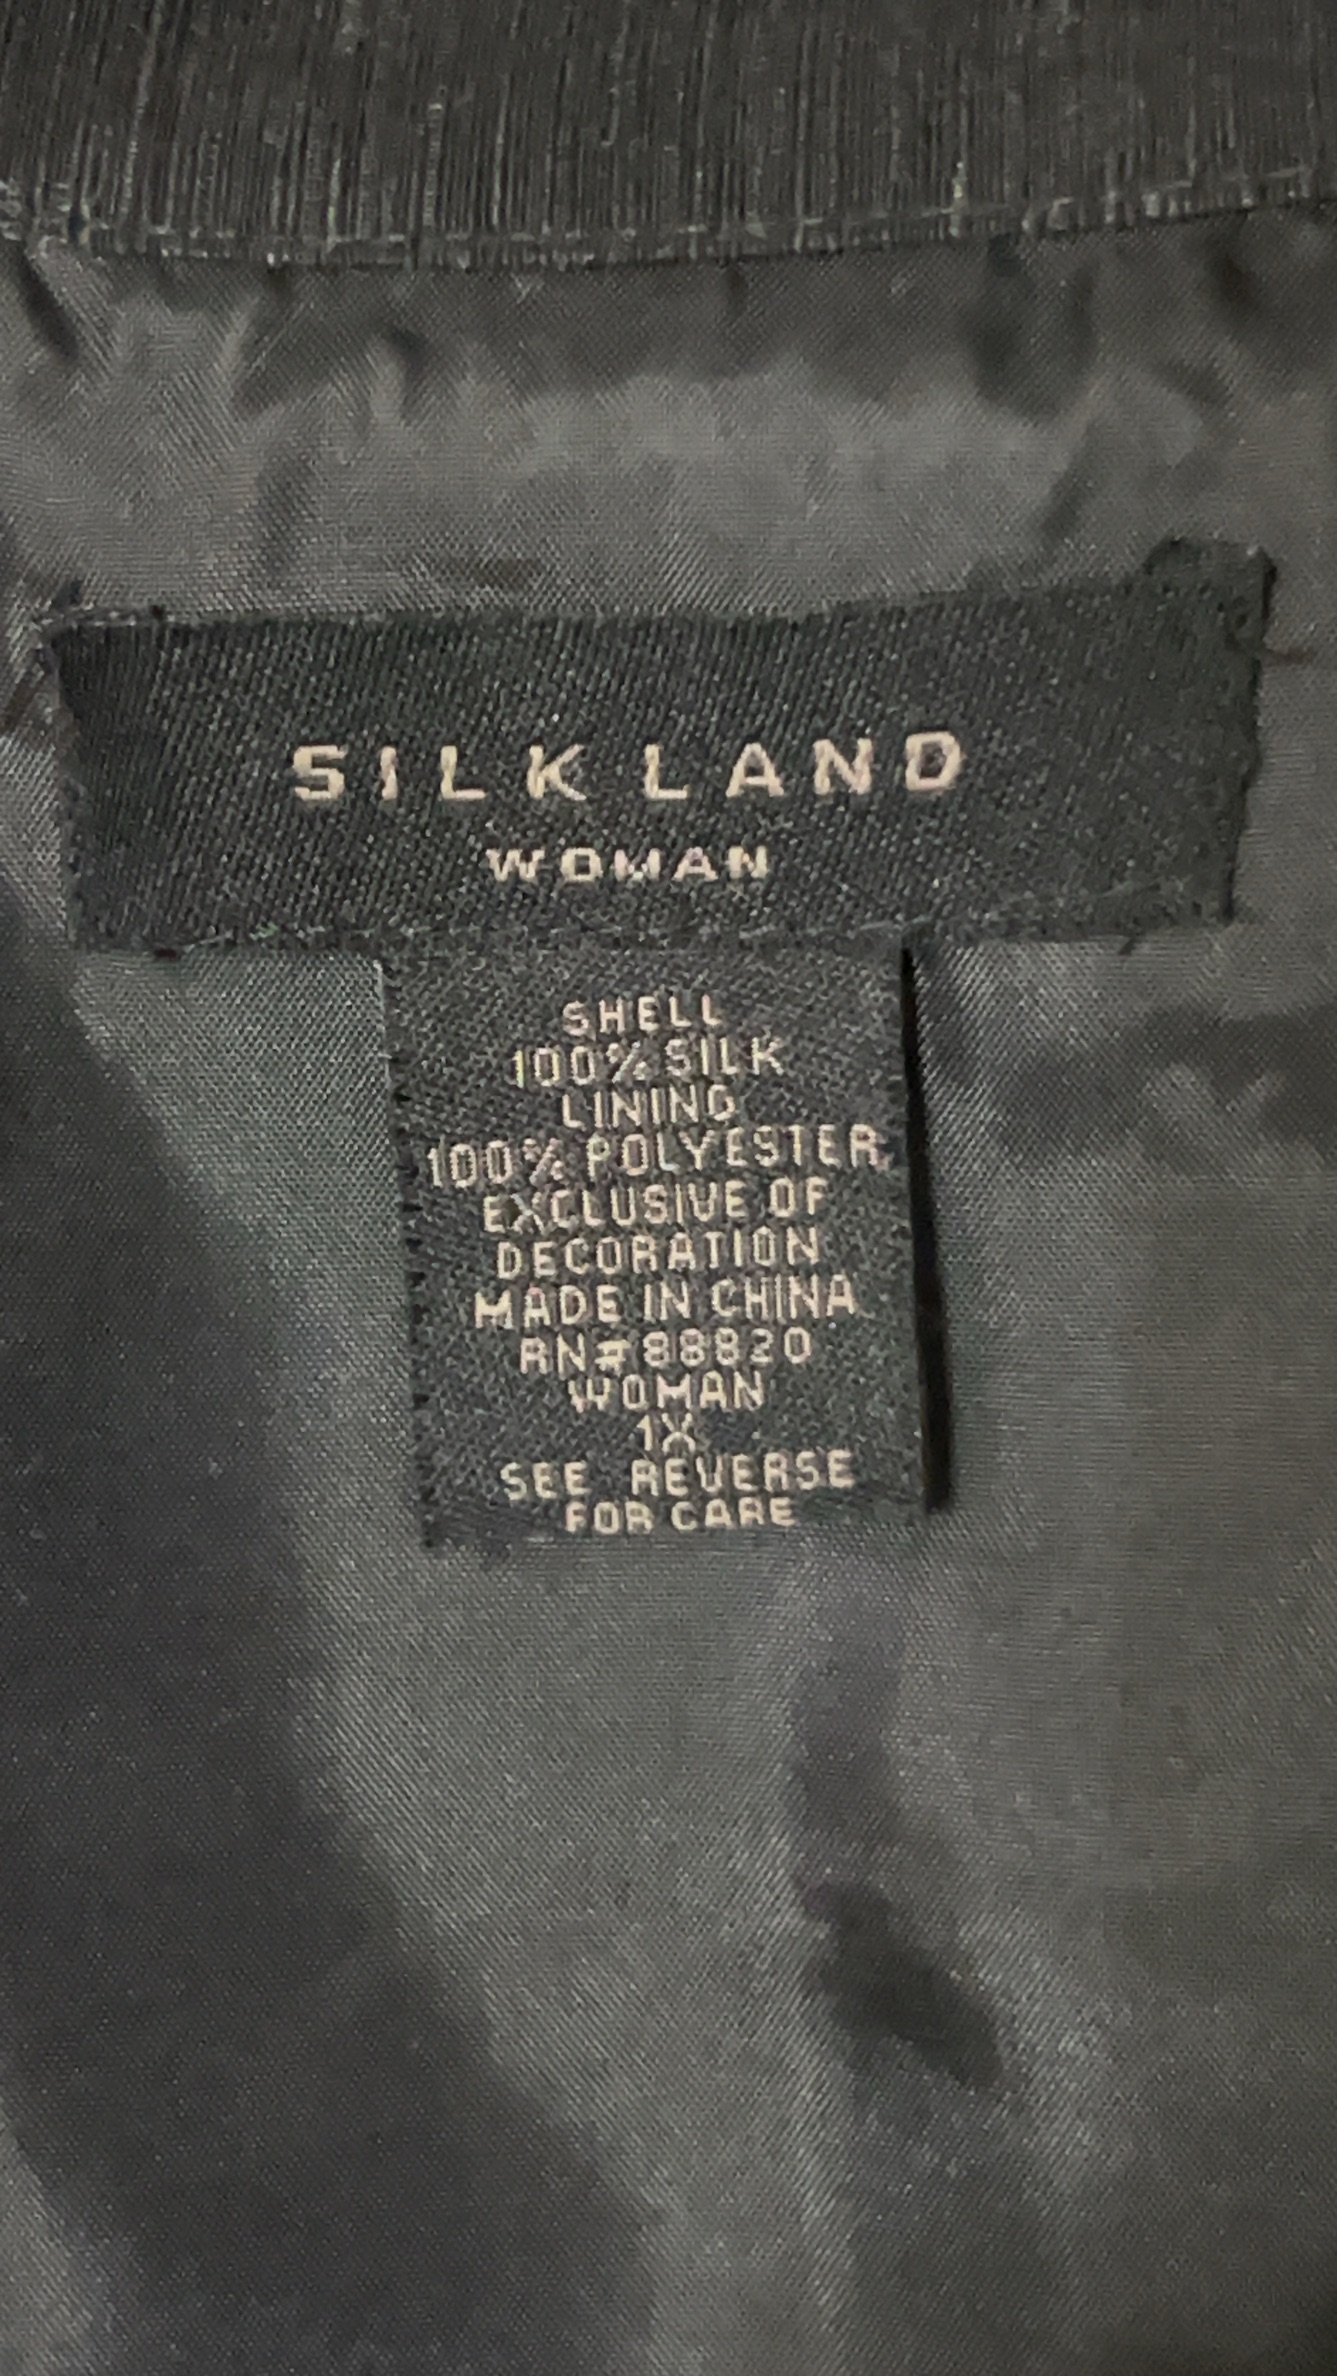 SILK LAND
WOMAN
SHELL
100% SILK
LINING
100% POLYESTER
EXCLUSIVE OF
DECORATION
MADE IN CHINA
RN#88820
WOMAN
1X
SEE REVERSE
FOR CARE